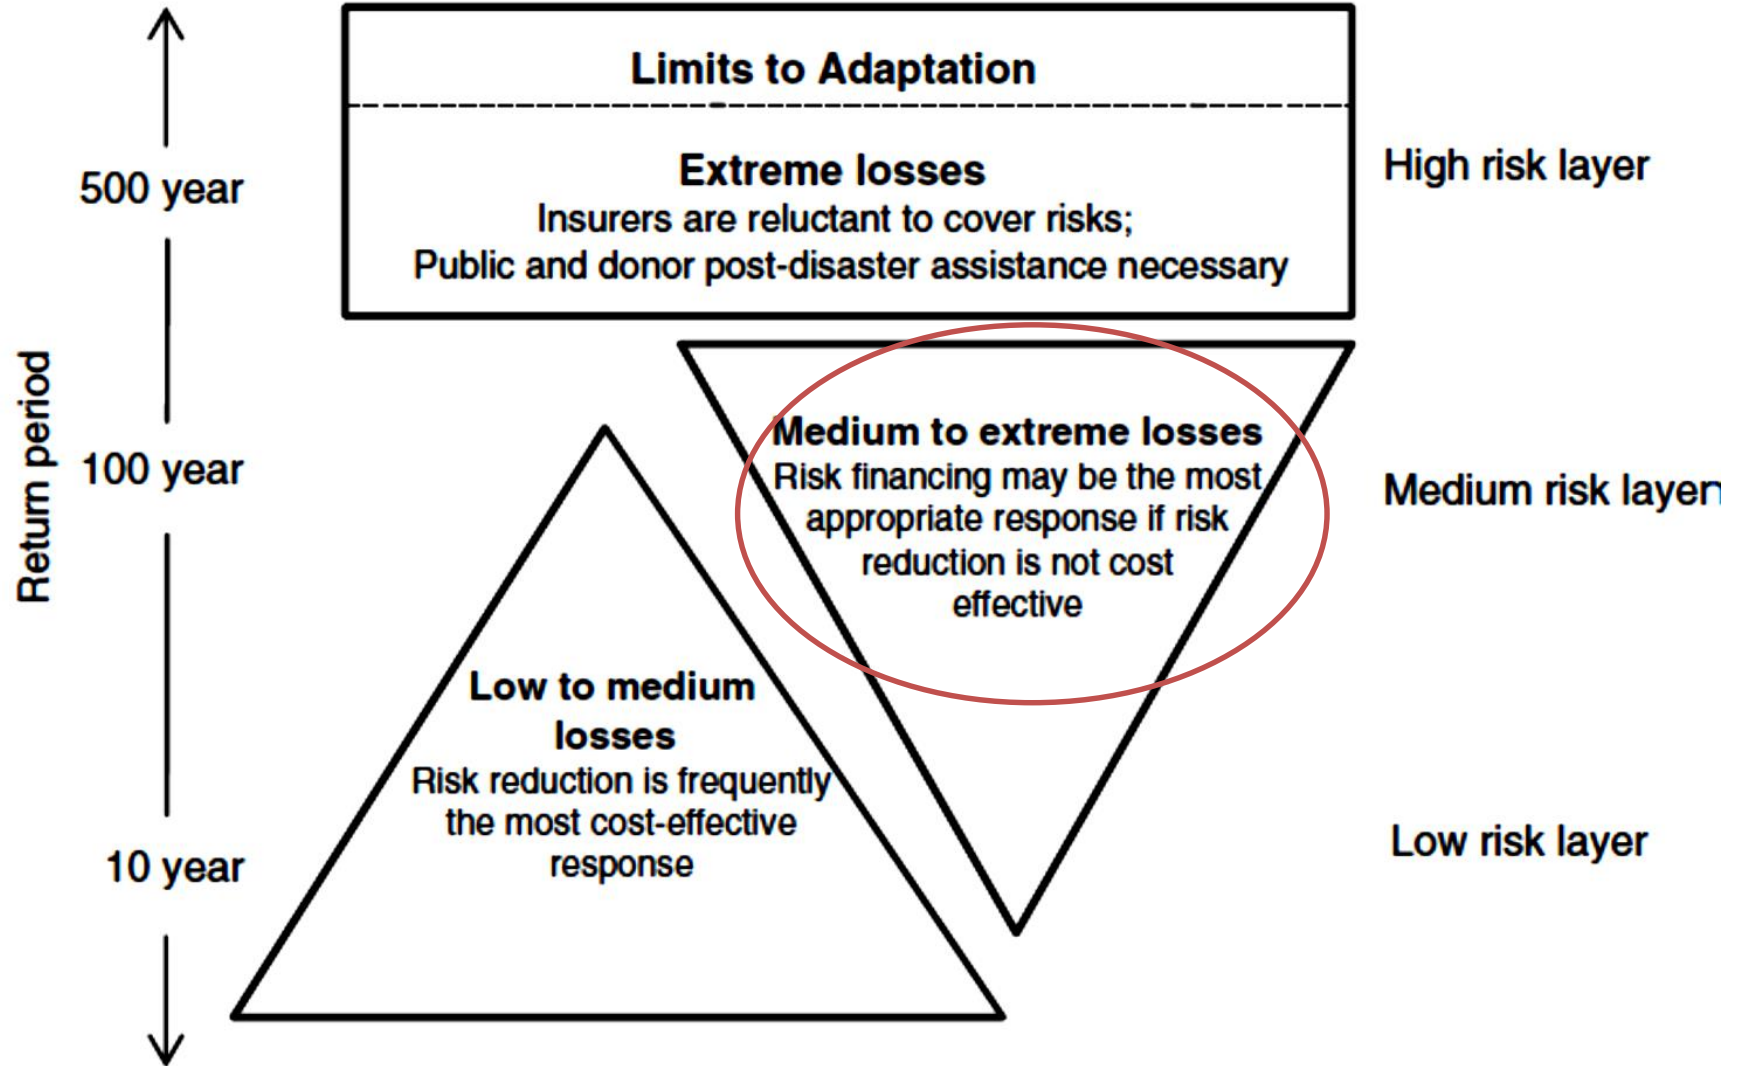 Limits to Adaptation
Extreme losses
Insurers are reluctant to cover risks;
Public and donor post-disaster assistance necessary
High risk layer
500 year
Return period
100 year
Medium to extreme losses
Risk financing may be the most
appropriate response if risk
reduction is not cost
effective
Medium risk layer
Low to medium
losses
Risk reduction is frequently
the most cost-effective
response
10 year
Low risk layer